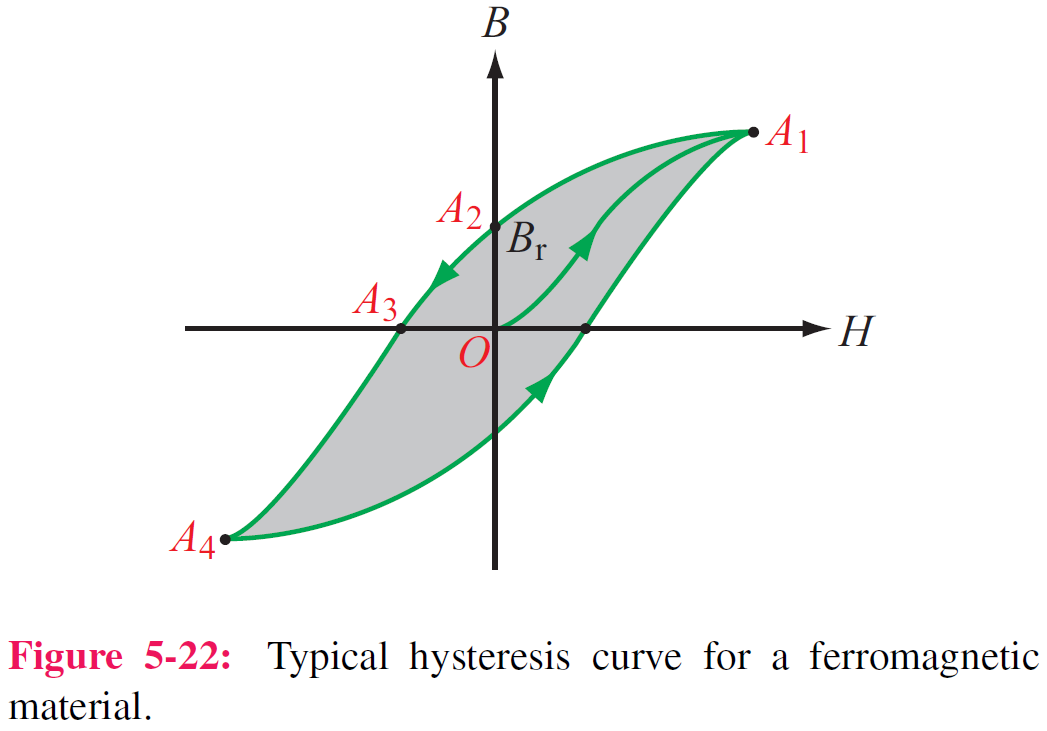 B
A1
A2
Br
A3
H
O
A4
Figure 5-22: Typical hysteresis curve for a ferromagnetic
material.